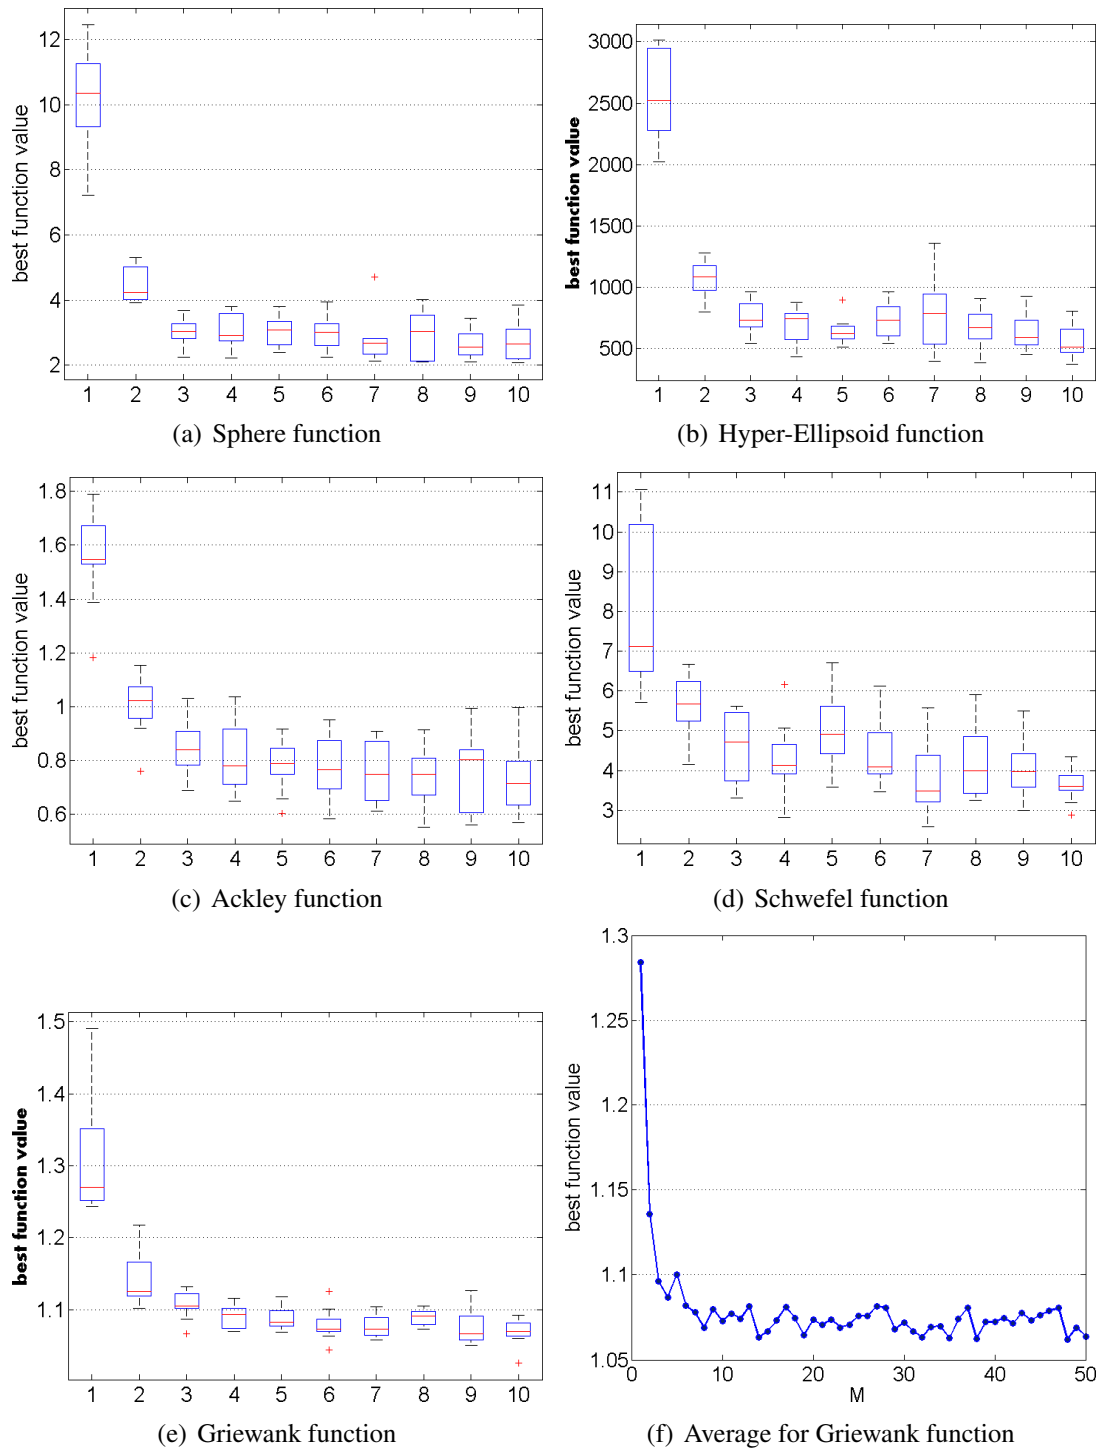 best function value
12
10
8
6
4
2
1 2 3 4 5 6 7 8 9 10
(a) Sphere function
best function value
3000
2500
2000
1500
1000
500
1 2 3 4 5 6 7 8 9 10
(b) Hyper-Ellipsoid function
best function value
1.8
1.6
1.4
1.2
1
0.8
0.6
1 2 3 4 5 6 7 8 9 10
(c) Ackley function
best function value
11
10
9
8
7
6
5
4
3
1 2 3 4 5 6 7 8 9 10
(d) Schwefel function
best function value
1.5
1.4
1.3
1.2
1.1
1 2 3 4 5 6 7 8 9 10
(e) Griewank function
best function value
1.3
1.25
1.2
1.15
1.1
1.05
0 10 20 30 40 50
M
(f) Average for Griewank function